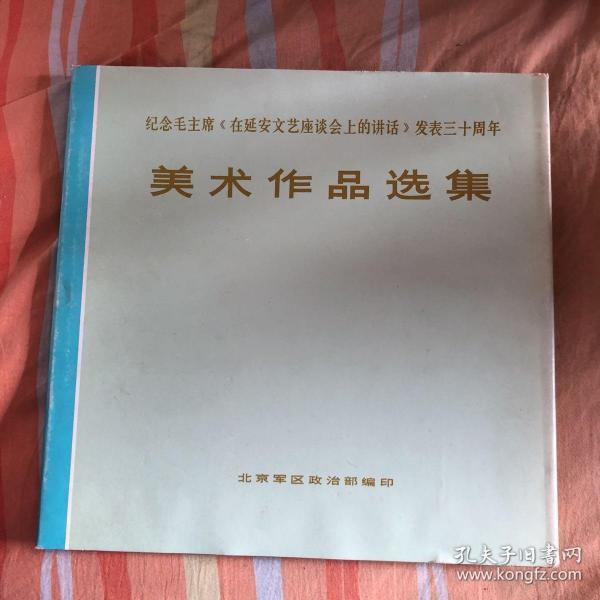 纪念毛主席《在延安文艺座谈会上的讲话》发表三十周年
美术作品选集
北京军区政治部编印
孔夫子旧书网
www.kongfz.com